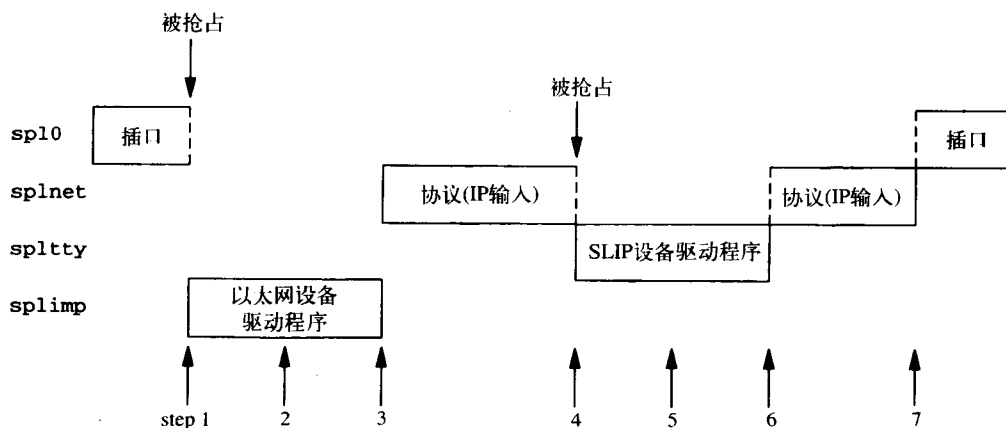 被抢占
被抢占
spl0
插口
插口
splnet
协议(IP输入)
协议(IP输入)
spltty
SLIP设备驱动程序
splimp
以太网设备
驱动程序
step 1
2
3
4
5
6
7